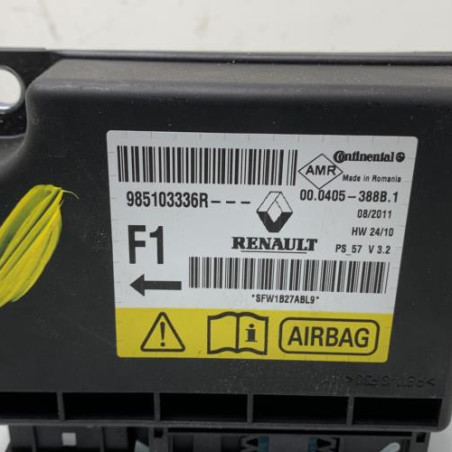 Continental
AMR
Made in Romania
985103336R---
00.0405-388B.1
08/2011
F1
HW 24/10
RENAULT
PS_57 V 3.2
*SFW1B27ABL9*
i
AIRBAG